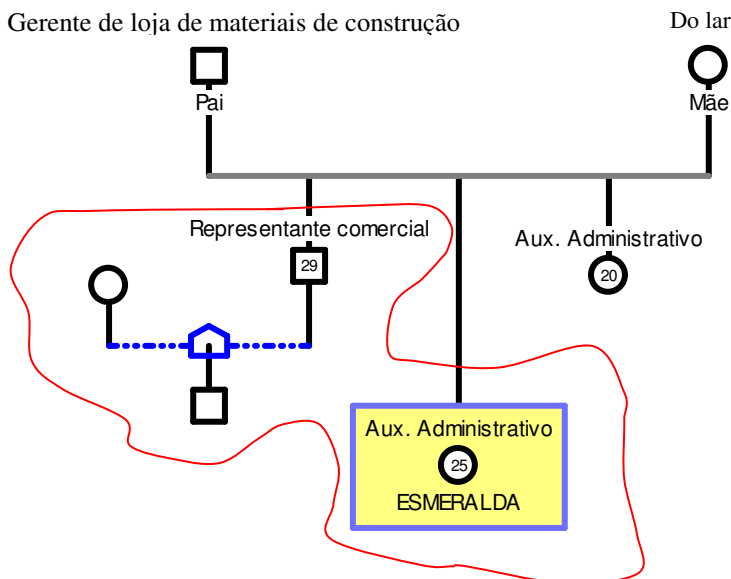 Gerente de loja de materiais de construção
Do lar
Pai
Mãe
Representante comercial
29
Aux. Administrativo
20
Aux. Administrativo
25
ESMERALDA